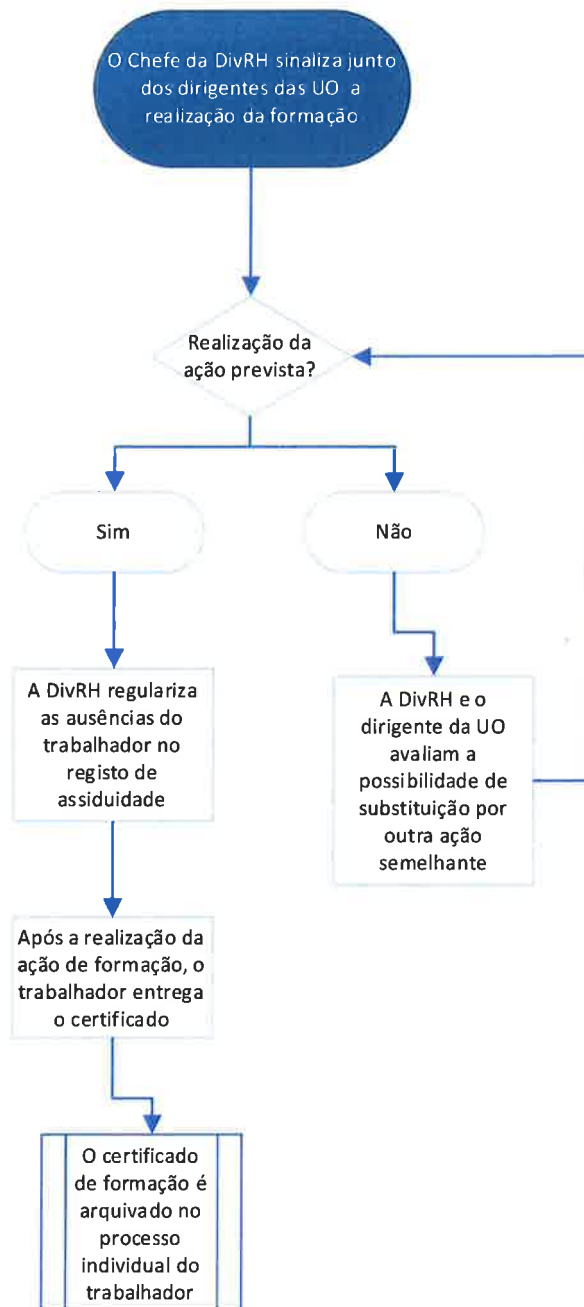 O Chefe da DivRH sinaliza junto
dos dirigentes das UO a
realização da formação
Realização da
ação prevista?
Sim
Não
A DivRH regulariza
as ausências do
trabalhador no
registo de
assiduidade
A DivRH e o
dirigente da UO
avaliam a
possibilidade de
substituição por
outra ação
semelhante
Após a realização da
ação de formação, o
trabalhador entrega
o certificado
O certificado
de formação é
arquivado no
processo
individual do
trabalhador